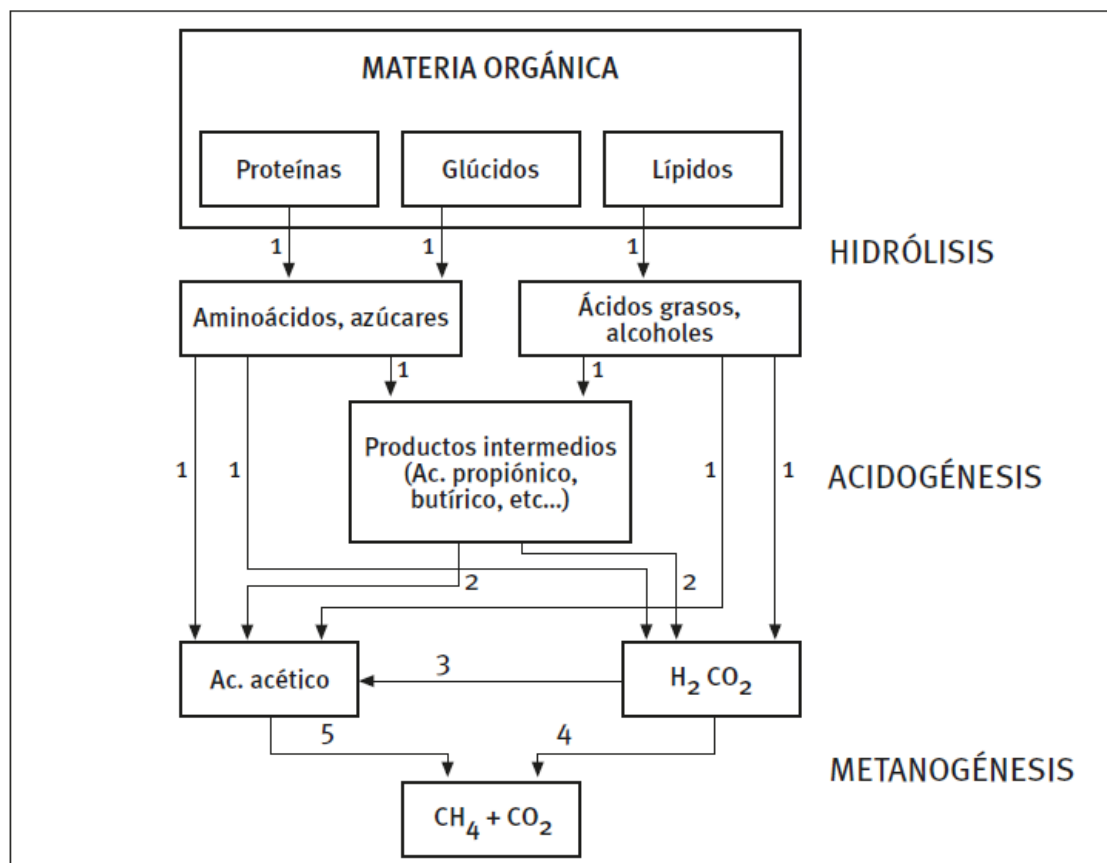 MATERIA ORGÁNICA
Proteínas
Glúcidos
Lípidos
1
1
1
HIDRÓLISIS
Aminoácidos, azúcares
Ácidos grasos,
alcoholes
1
1
Productos intermedios
(Ac. propiónico,
butírico, etc...)
1
1
1
1
ACIDOGÉNESIS
2
2
Ac. acético
3
H₂ CO₂
5
4
METANOGÉNESIS
CH₄ + CO₂